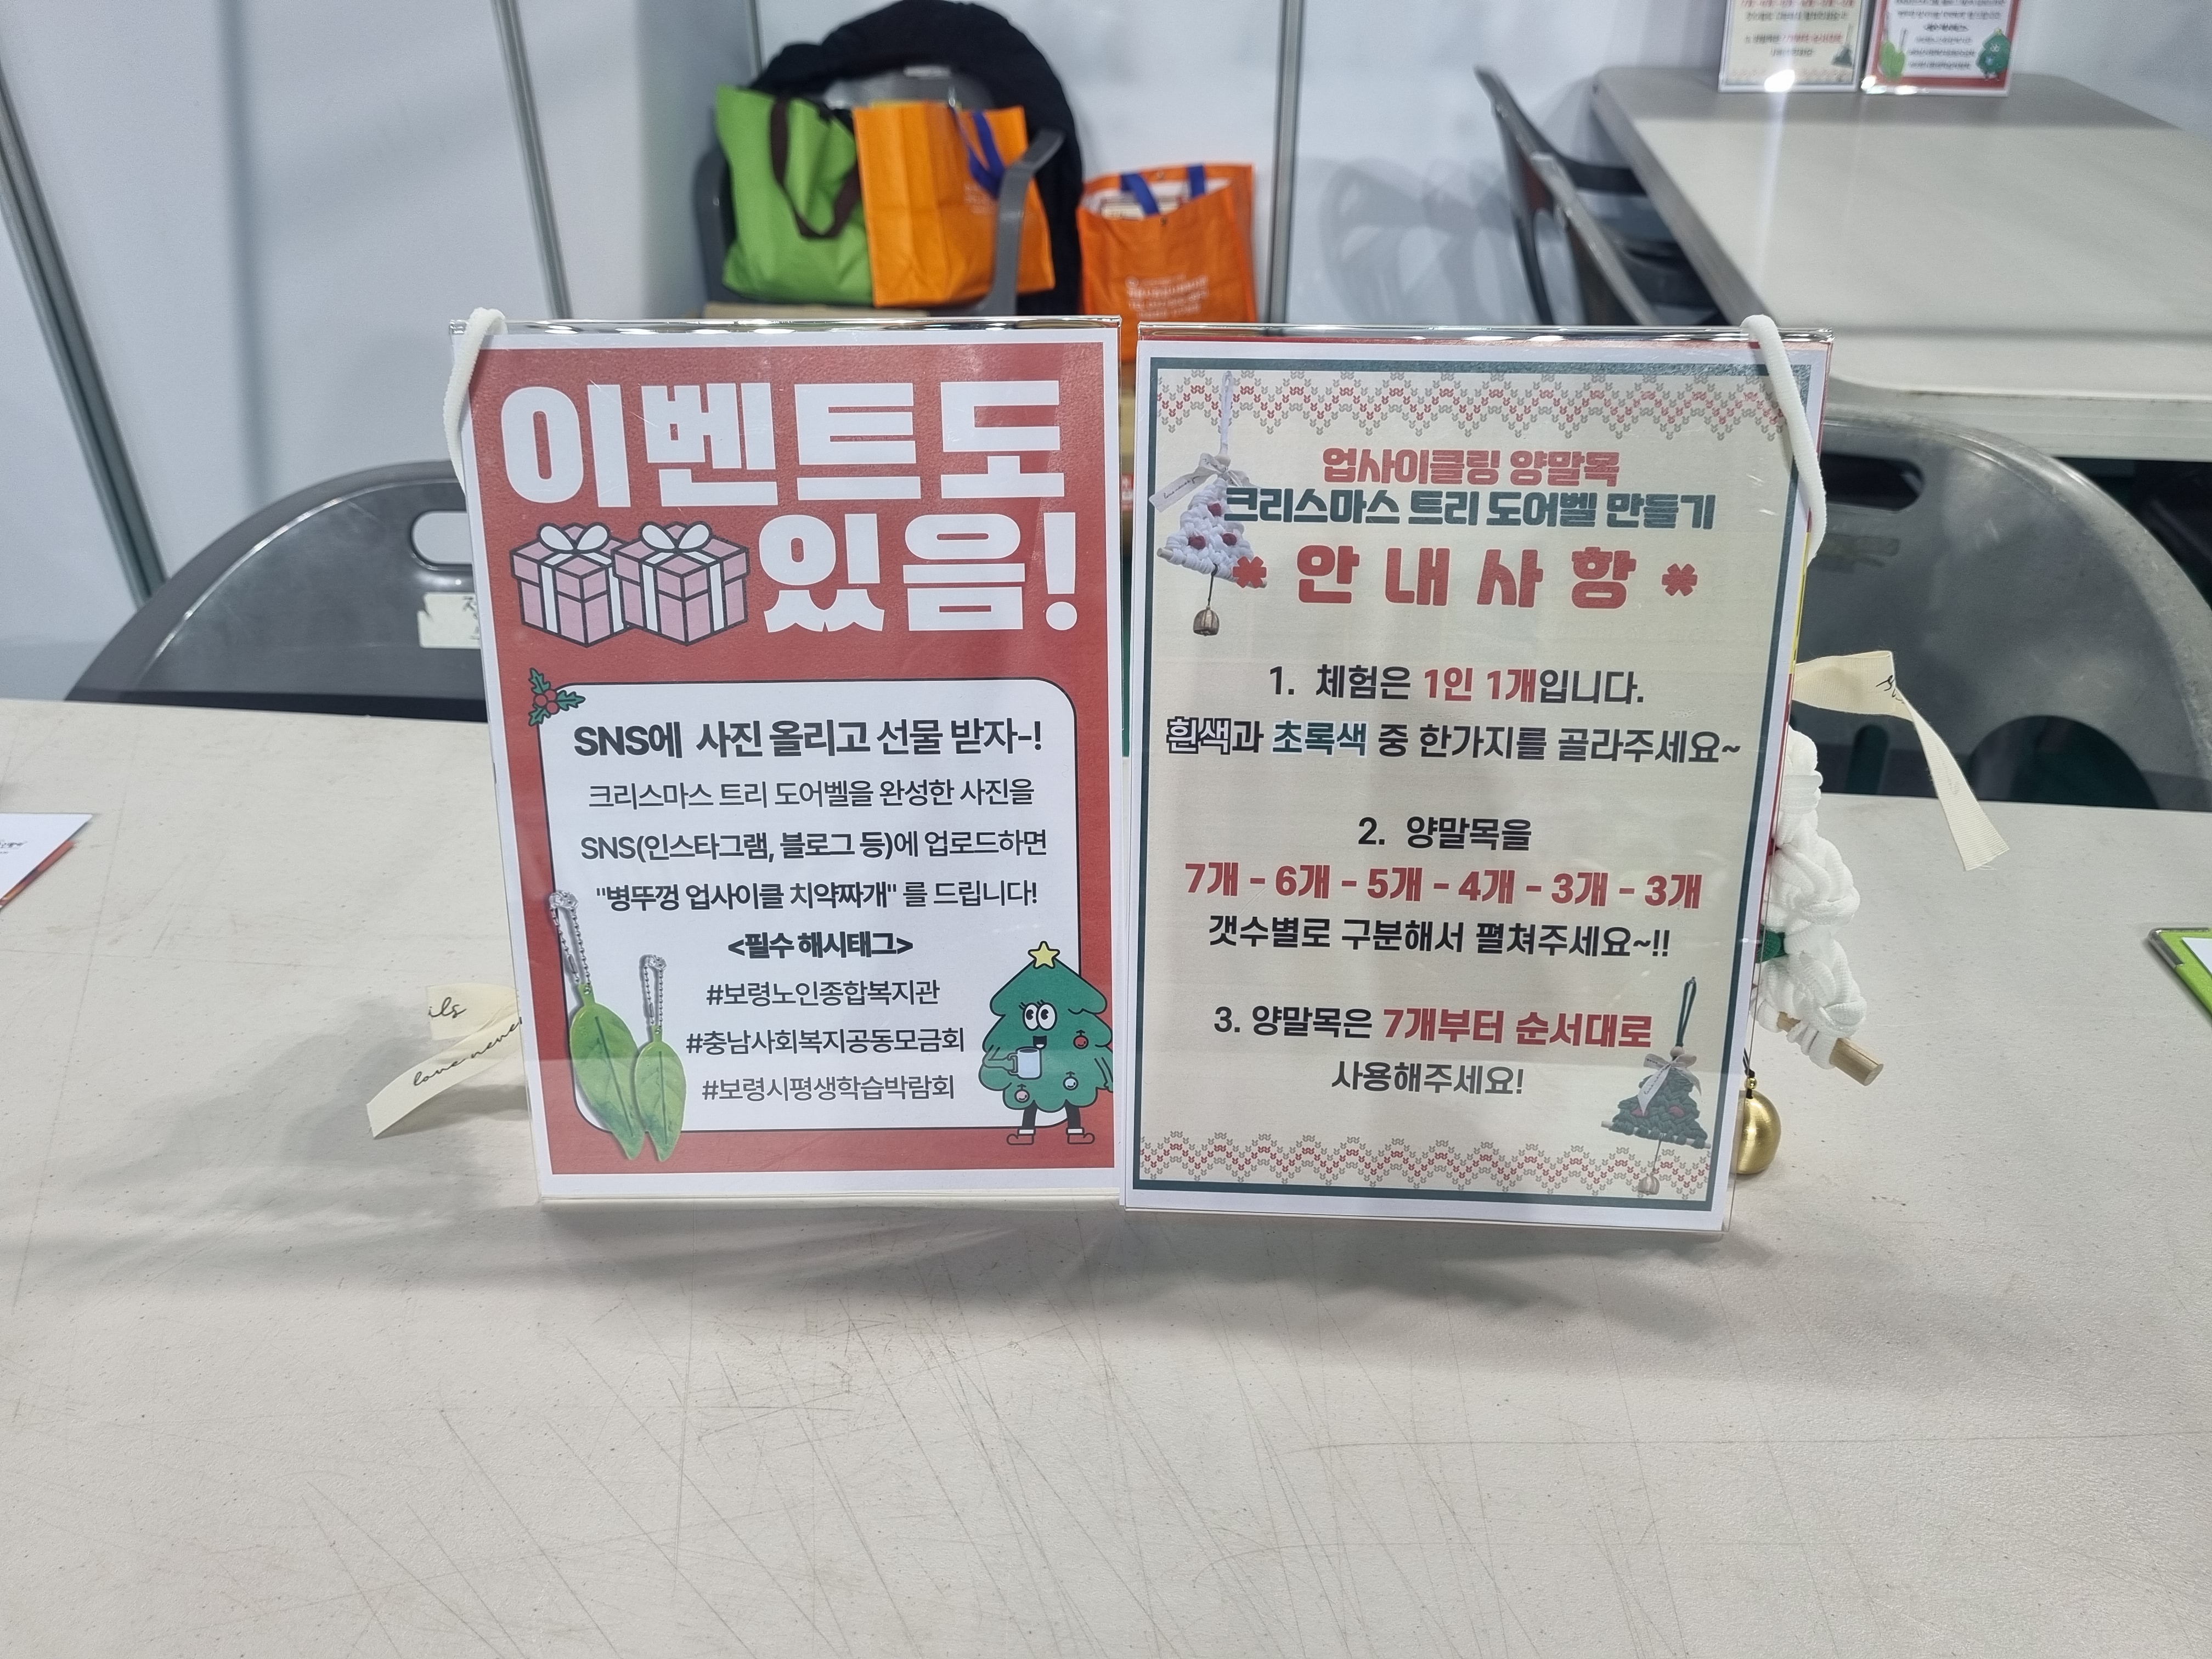 이벤트도
있음!
SNS에 사진 올리고 선물 받자~!
크리스마스 트리 도어벨을 완성한 사진을
SNS(인스타그램, 블로그 등)에 업로드하면
"병뚜껑 업사이클 치약짜개" 를 드립니다!
<필수 해시태그>
#보령노인종합복지관
#충남사회복지공동모금회
#보령시평생학습박람회
업사이클링 양말목
크리스마스 트리 도어벨 만들기
* 안내사항 *
1. 체험은 1인 1개입니다.
흰색과 초록색 중 한가지를 골라주세요~
2. 양말목을
7개 - 6개 - 5개 - 4개 - 3개 - 3개
갯수별로 구분해서 펼쳐주세요~!!
3. 양말목은 7개부터 순서대로
사용해주세요!